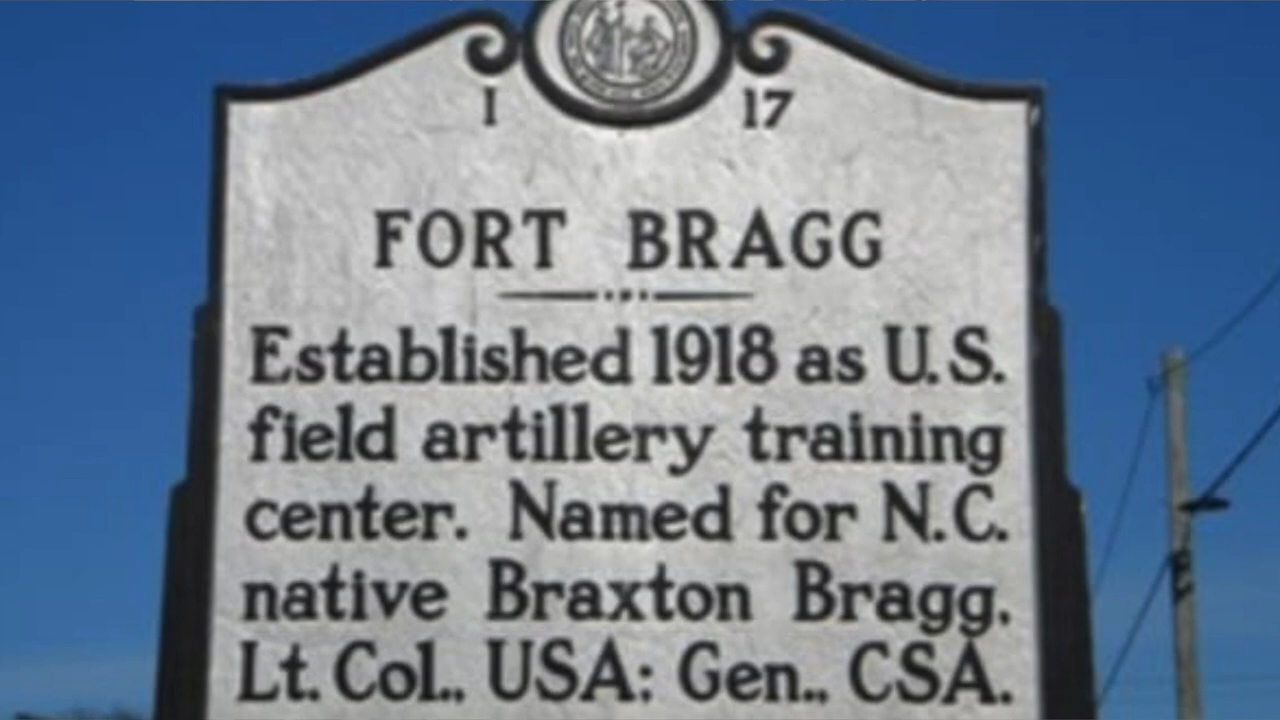 I 17
FORT BRAGG
Established 1918 as U.S.
field artillery training
center. Named for N.C.
native Braxton Bragg,
Lt. Col., USA; Gen., CSA.